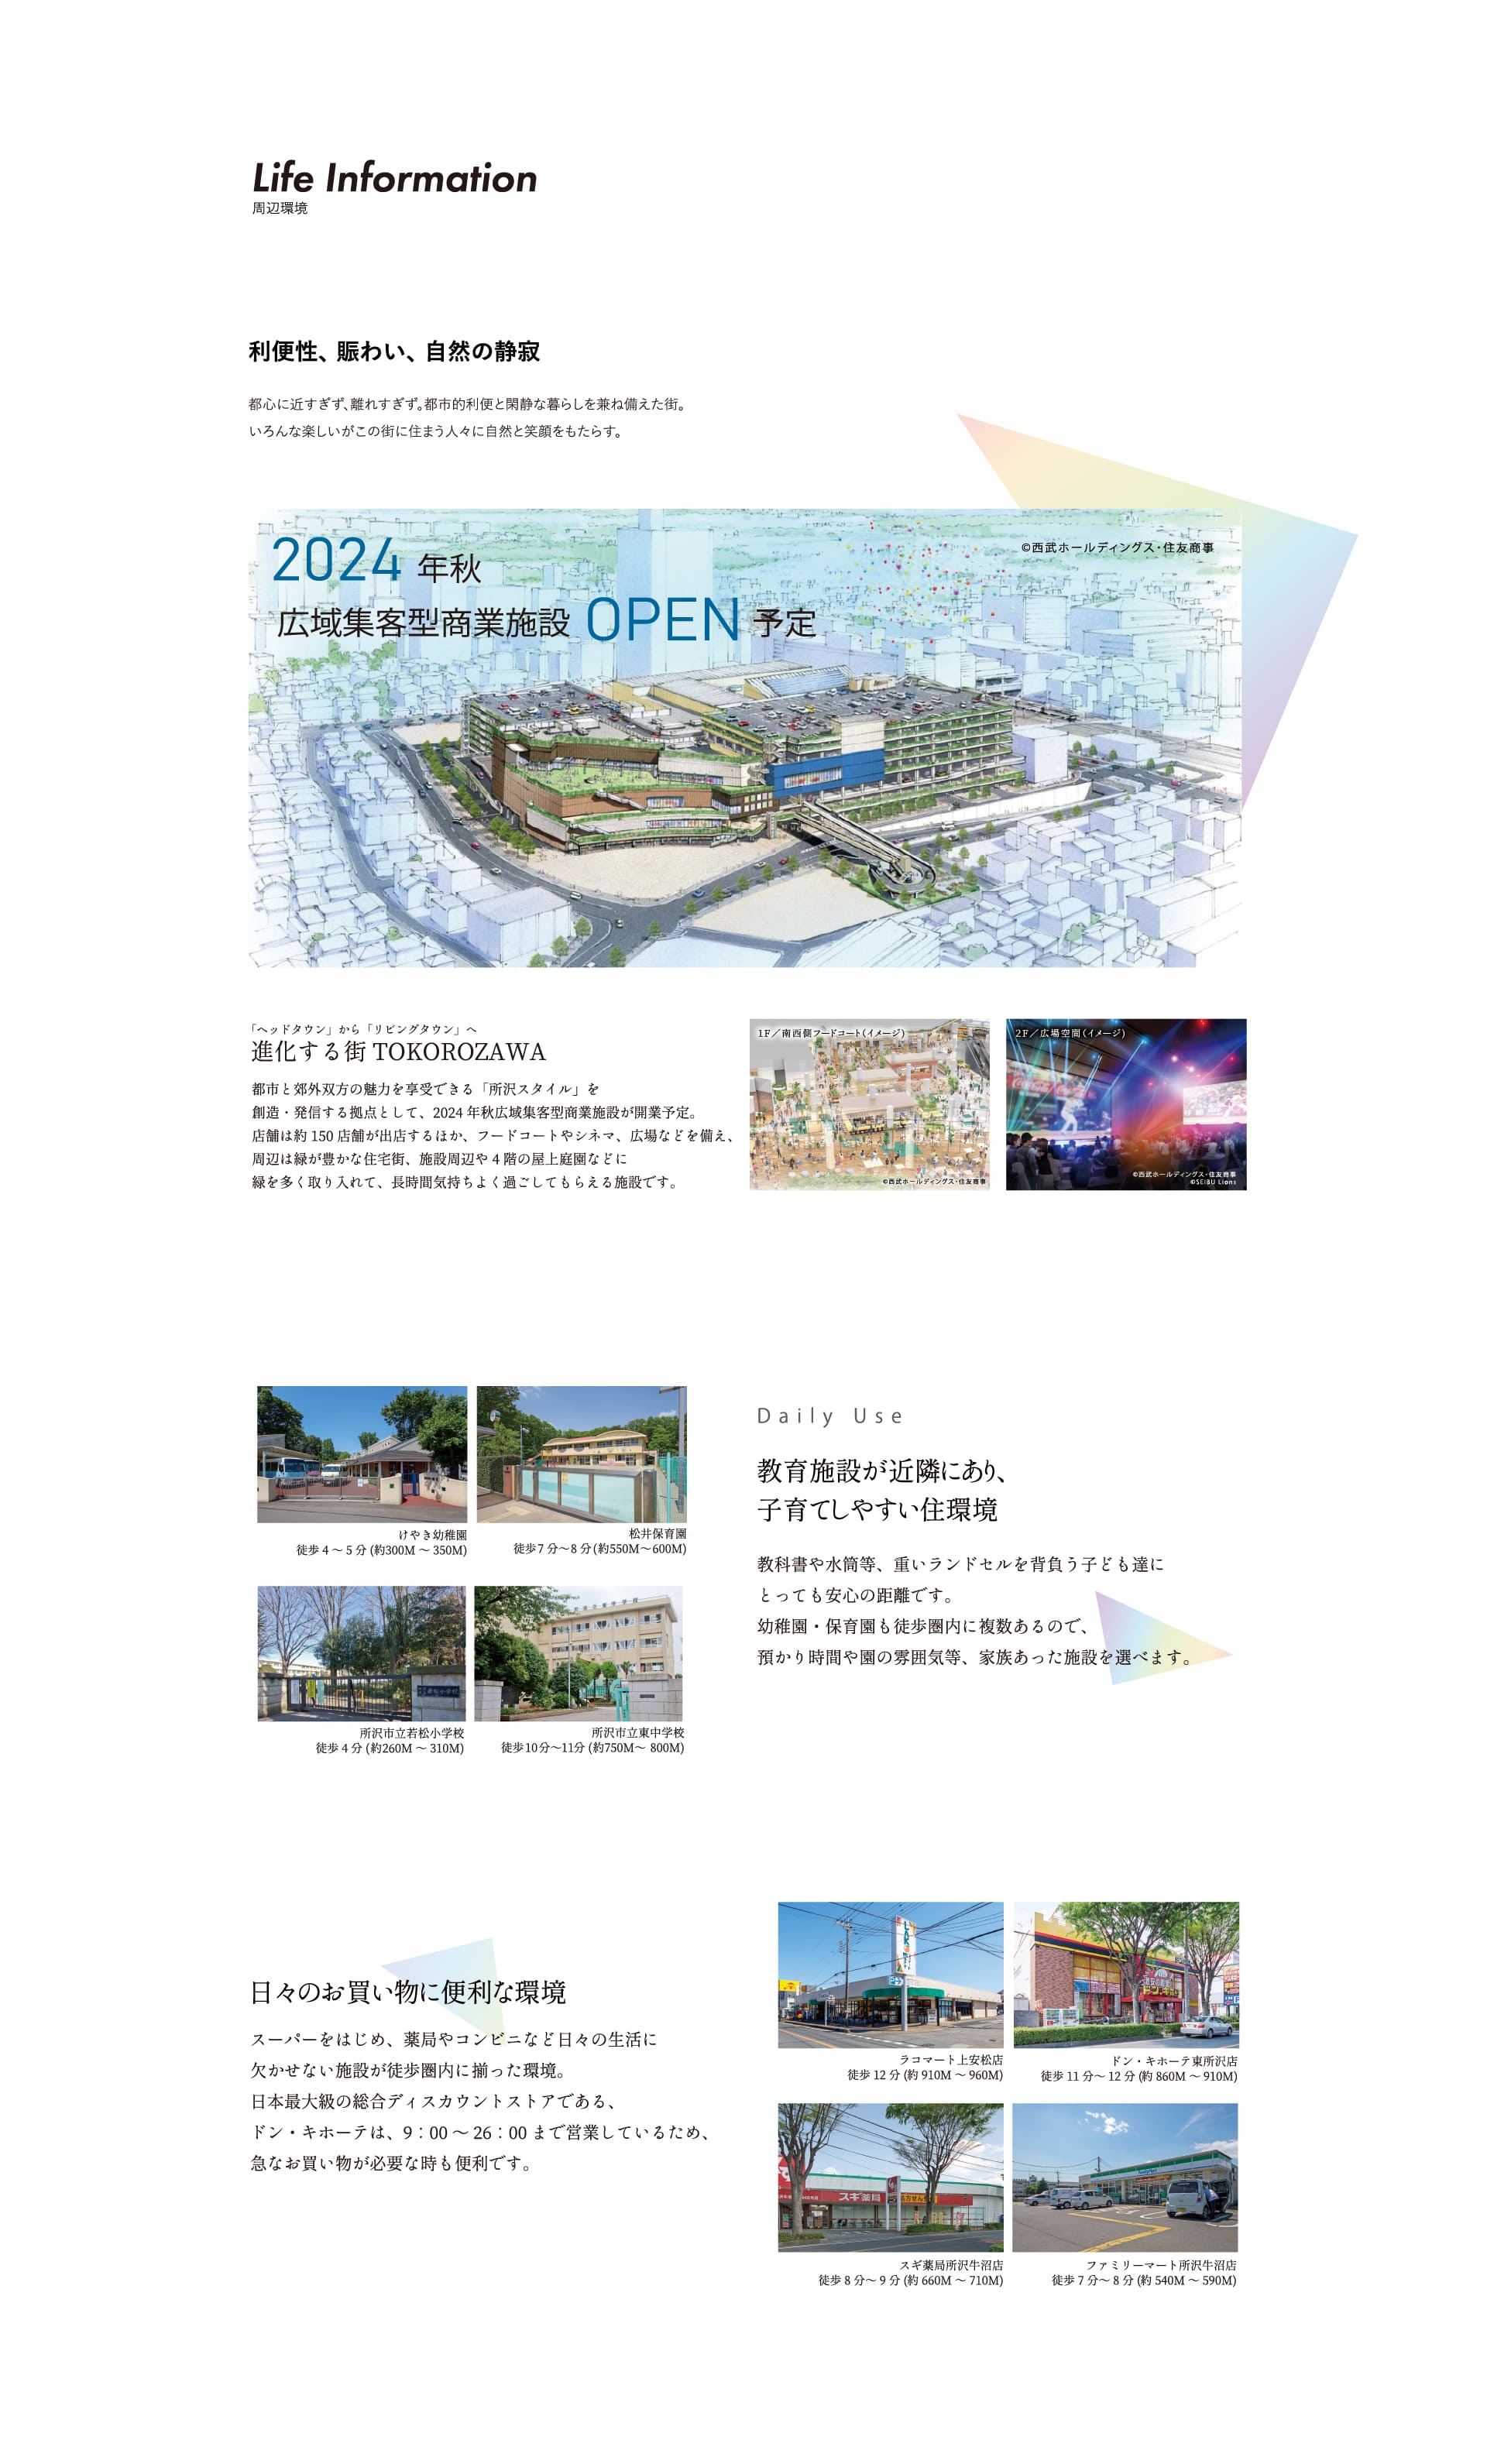 Life Information
周辺環境
利便性、賑わい、自然の静寂
都心に近すぎず、離れすぎず。都市的利便と閑静な暮らしを兼ね備えた街。
いろんな楽しいがこの街に住まう人々に自然と笑顔をもたらす。
2024 年秋
©西武ホールディングス・住友商事
広域集客型商業施設 OPEN 予定
「ヘッドタウン」から「リビングタウン」へ
進化する街 TOKOROZAWA
都市と郊外双方の魅力を享受できる「所沢スタイル」を
創造・発信する拠点として、2024 年秋広域集客型商業施設が開業予定。
店舗は約 150 店舗が出店するほか、フードコートやシネマ、広場などを備え、
周辺は緑が豊かな住宅街、施設周辺や 4 階の屋上庭園などに
緑を多く取り入れて、長時間気持ちよく過ごしてもらえる施設です。
1F／南西側フードコート（イメージ）
©西武ホールディングス・住友商事
2F／広場空間（イメージ）
©西武ホールディングス・住友商事
©SEIBU Lions
けやき幼稚園
徒歩 4 〜 5 分 (約300M 〜 350M)
松井保育園
徒歩7 分〜8 分 (約550M〜600M)
所沢市立若松小学校
徒歩 4 分 (約260M 〜 310M)
所沢市立東中学校
徒歩10分〜11分 (約750M〜 800M)
Daily Use
教育施設が近隣にあり、
子育てしやすい住環境
教科書や水筒等、重いランドセルを背負う子ども達に
とっても安心の距離です。
幼稚園・保育園も徒歩圏内に複数あるので、
預かり時間や園の雰囲気等、家族あった施設を選べます。
日々のお買い物に便利な環境
スーパーをはじめ、薬局やコンビニなど日々の生活に
欠かせない施設が徒歩圏内に揃った環境。
日本最大級の総合ディスカウントストアである、
ドン・キホーテは、9：00 〜 26：00 まで営業しているため、
急なお買い物が必要な時も便利です。
ラコマート上安松店
徒歩 12 分 (約 910M 〜 960M)
ドン・キホーテ東所沢店
徒歩 11 分〜 12 分 (約 860M 〜 910M)
スギ薬局
スギ薬局所沢牛沼店
徒歩 8 分〜 9 分 (約 660M 〜 710M)
ファミリーマート所沢牛沼店
徒歩 7 分〜 8 分 (約 540M 〜 590M)